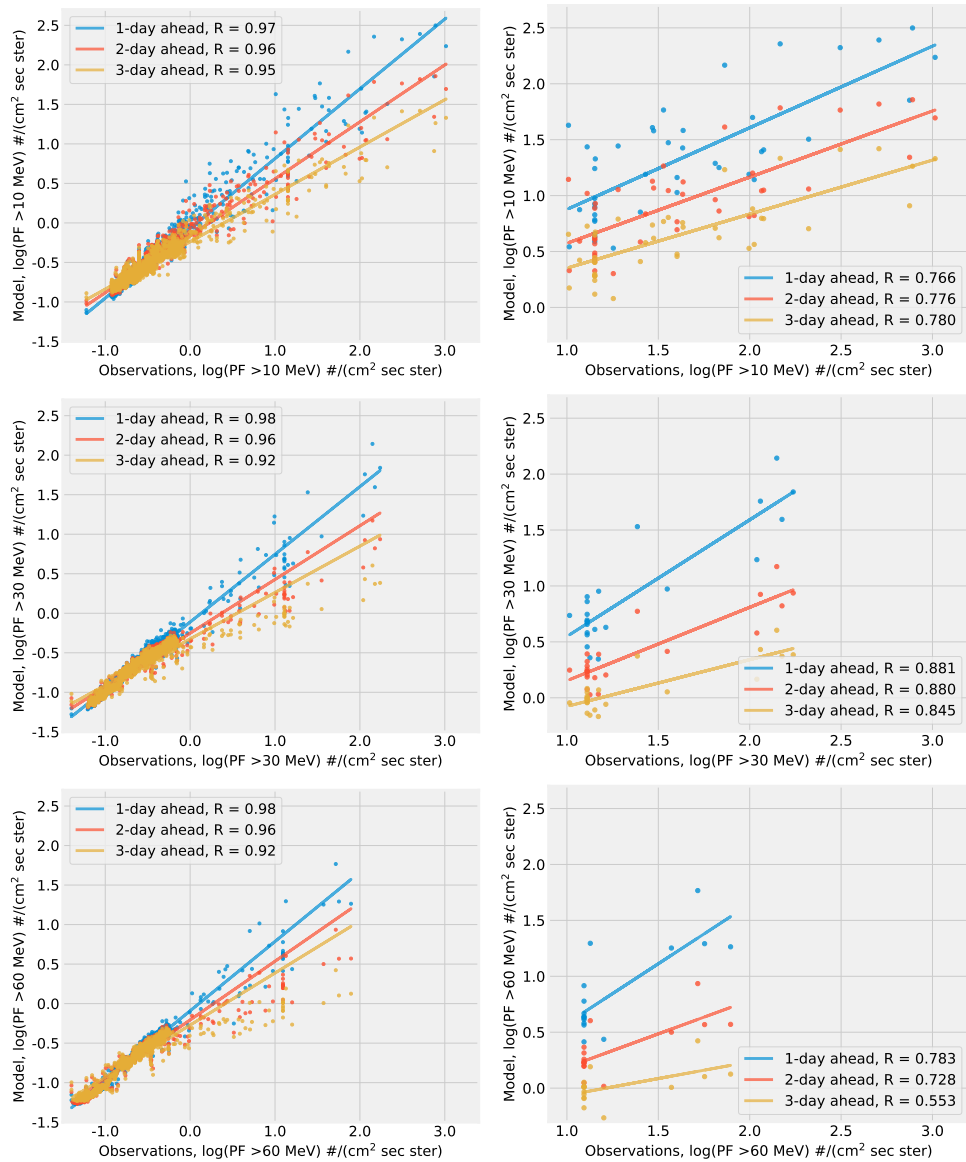 1-day ahead, R = 0.97
2-day ahead, R = 0.96
3-day ahead, R = 0.95
Model, log(PF >10 MeV) #/(cm² sec ster)
2.5
2.0
1.5
1.0
0.5
0.0
-0.5
-1.0
-1.5
-1.0 0.0 1.0 2.0 3.0
Observations, log(PF >10 MeV) #/(cm² sec ster)
Model, log(PF >10 MeV) #/(cm² sec ster)
2.5
2.0
1.5
1.0
0.5
0.0
1-day ahead, R = 0.766
2-day ahead, R = 0.776
3-day ahead, R = 0.780
1.0 1.5 2.0 2.5 3.0
Observations, log(PF >10 MeV) #/(cm² sec ster)
1-day ahead, R = 0.98
2-day ahead, R = 0.96
3-day ahead, R = 0.92
Model, log(PF >30 MeV) #/(cm² sec ster)
2.5
2.0
1.5
1.0
0.5
0.0
-0.5
-1.0
-1.5
-1.0 0.0 1.0 2.0 3.0
Observations, log(PF >30 MeV) #/(cm² sec ster)
Model, log(PF >30 MeV) #/(cm² sec ster)
2.5
2.0
1.5
1.0
0.5
0.0
1-day ahead, R = 0.881
2-day ahead, R = 0.880
3-day ahead, R = 0.845
1.0 1.5 2.0 2.5 3.0
Observations, log(PF >30 MeV) #/(cm² sec ster)
1-day ahead, R = 0.98
2-day ahead, R = 0.96
3-day ahead, R = 0.92
Model, log(PF >60 MeV) #/(cm² sec ster)
2.5
2.0
1.5
1.0
0.5
0.0
-0.5
-1.0
-1.5
-1.0 0.0 1.0 2.0 3.0
Observations, log(PF >60 MeV) #/(cm² sec ster)
Model, log(PF >60 MeV) #/(cm² sec ster)
2.5
2.0
1.5
1.0
0.5
0.0
1-day ahead, R = 0.783
2-day ahead, R = 0.728
3-day ahead, R = 0.553
1.0 1.5 2.0 2.5 3.0
Observations, log(PF >60 MeV) #/(cm² sec ster)